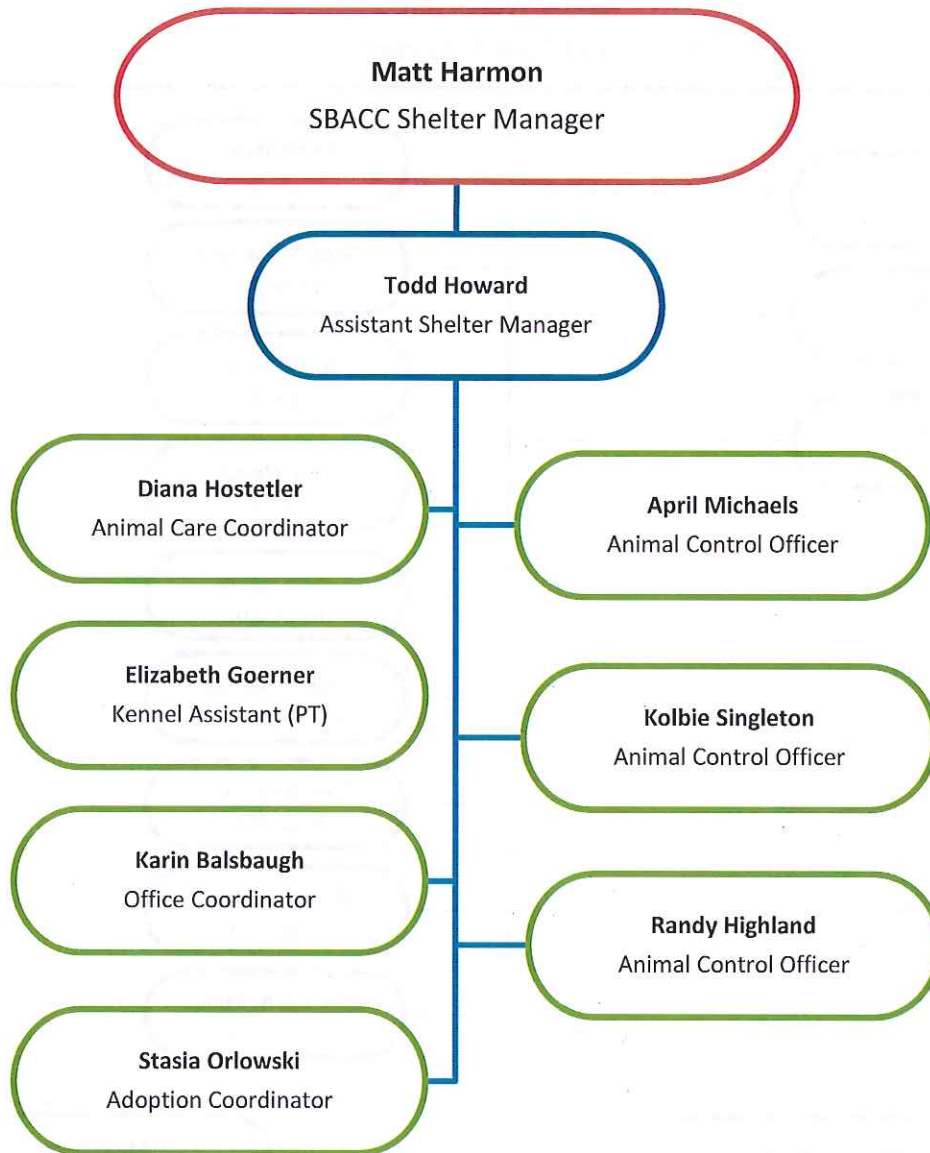 Matt Harmon
SBACC Shelter Manager
Todd Howard
Assistant Shelter Manager
Diana Hostetler
Animal Care Coordinator
April Michaels
Animal Control Officer
Elizabeth Goerner
Kennel Assistant (PT)
Kolbie Singleton
Animal Control Officer
Karin Balsbaugh
Office Coordinator
Randy Highland
Animal Control Officer
Stasia Orlowski
Adoption Coordinator